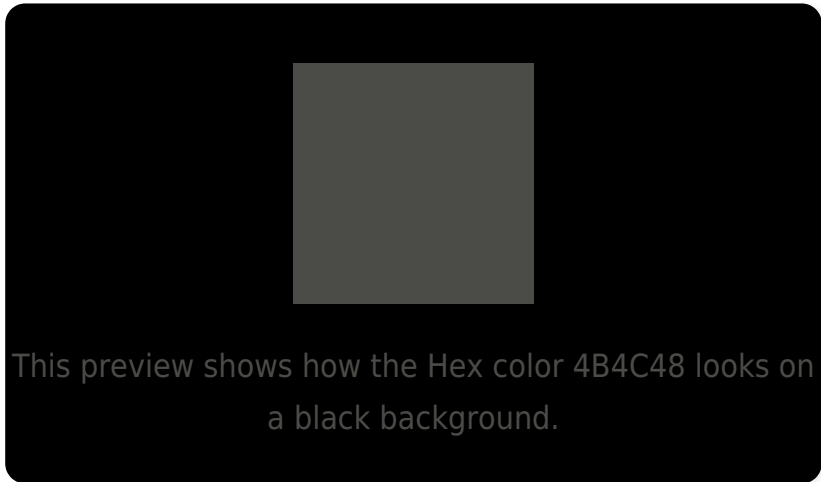 This preview shows how the Hex color 4B4C48 looks on
a black background.